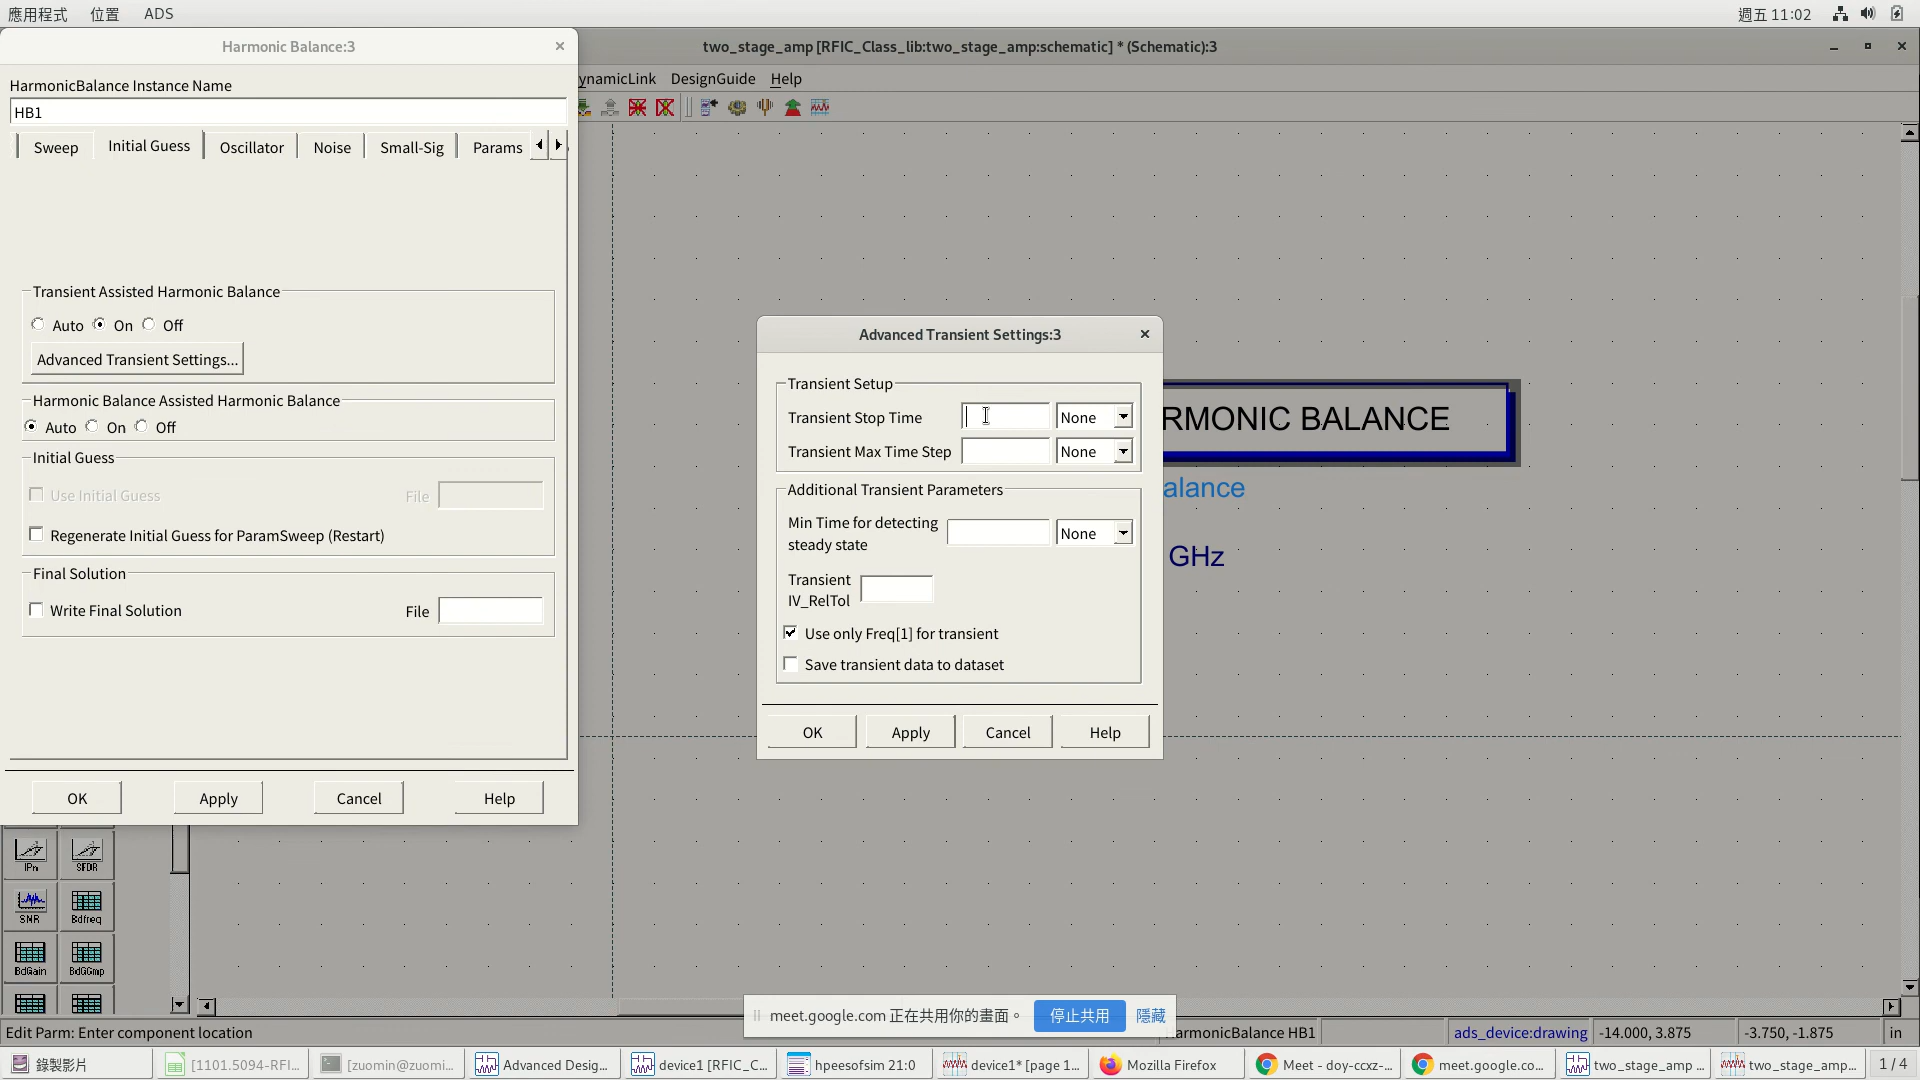 應用程式 位置 ADS 週五 11:02
Harmonic Balance:3
two_stage_amp [RFIC_Class_lib:two_stage_amp:schematic] * (Schematic):3
HarmonicBalance Instance Name
ynamicLink DesignGuide Help
HB1
Sweep Initial Guess Oscillator Noise Small-Sig Params
Transient Assisted Harmonic Balance
Auto On Off
Advanced Transient Settings...
Harmonic Balance Assisted Harmonic Balance
Auto On Off
Initial Guess
Use Initial Guess File
Regenerate Initial Guess for ParamSweep (Restart)
Final Solution
Write Final Solution File
OK Apply Cancel Help
Advanced Transient Settings:3
Transient Setup
Transient Stop Time None
Transient Max Time Step None
Additional Transient Parameters
Min Time for detecting
steady state None
Transient
IV_RelTol
Use only Freq[1] for transient
Save transient data to dataset
OK Apply Cancel Help
RMONIC BALANCE
alance
GHz
IPn SFDR
SNR Bdfreq
BdGain BdGCmp
meet.google.com 正在共用你的畫面。 停止共用 隱藏
Edit Parm: Enter component location HarmonicBalance HB1 ads_device:drawing -14.000, 3.875 -3.750, -1.875 in
錄製影片 [1101.5094-RFI... [zuomin@zuomi... Advanced Desig... device1 [RFIC_C... hpeesofsim 21:0 device1* [page 1... Mozilla Firefox Meet - doy-ccxz-... meet.google.co... two_stage_amp ... two_stage_amp... 1 / 4